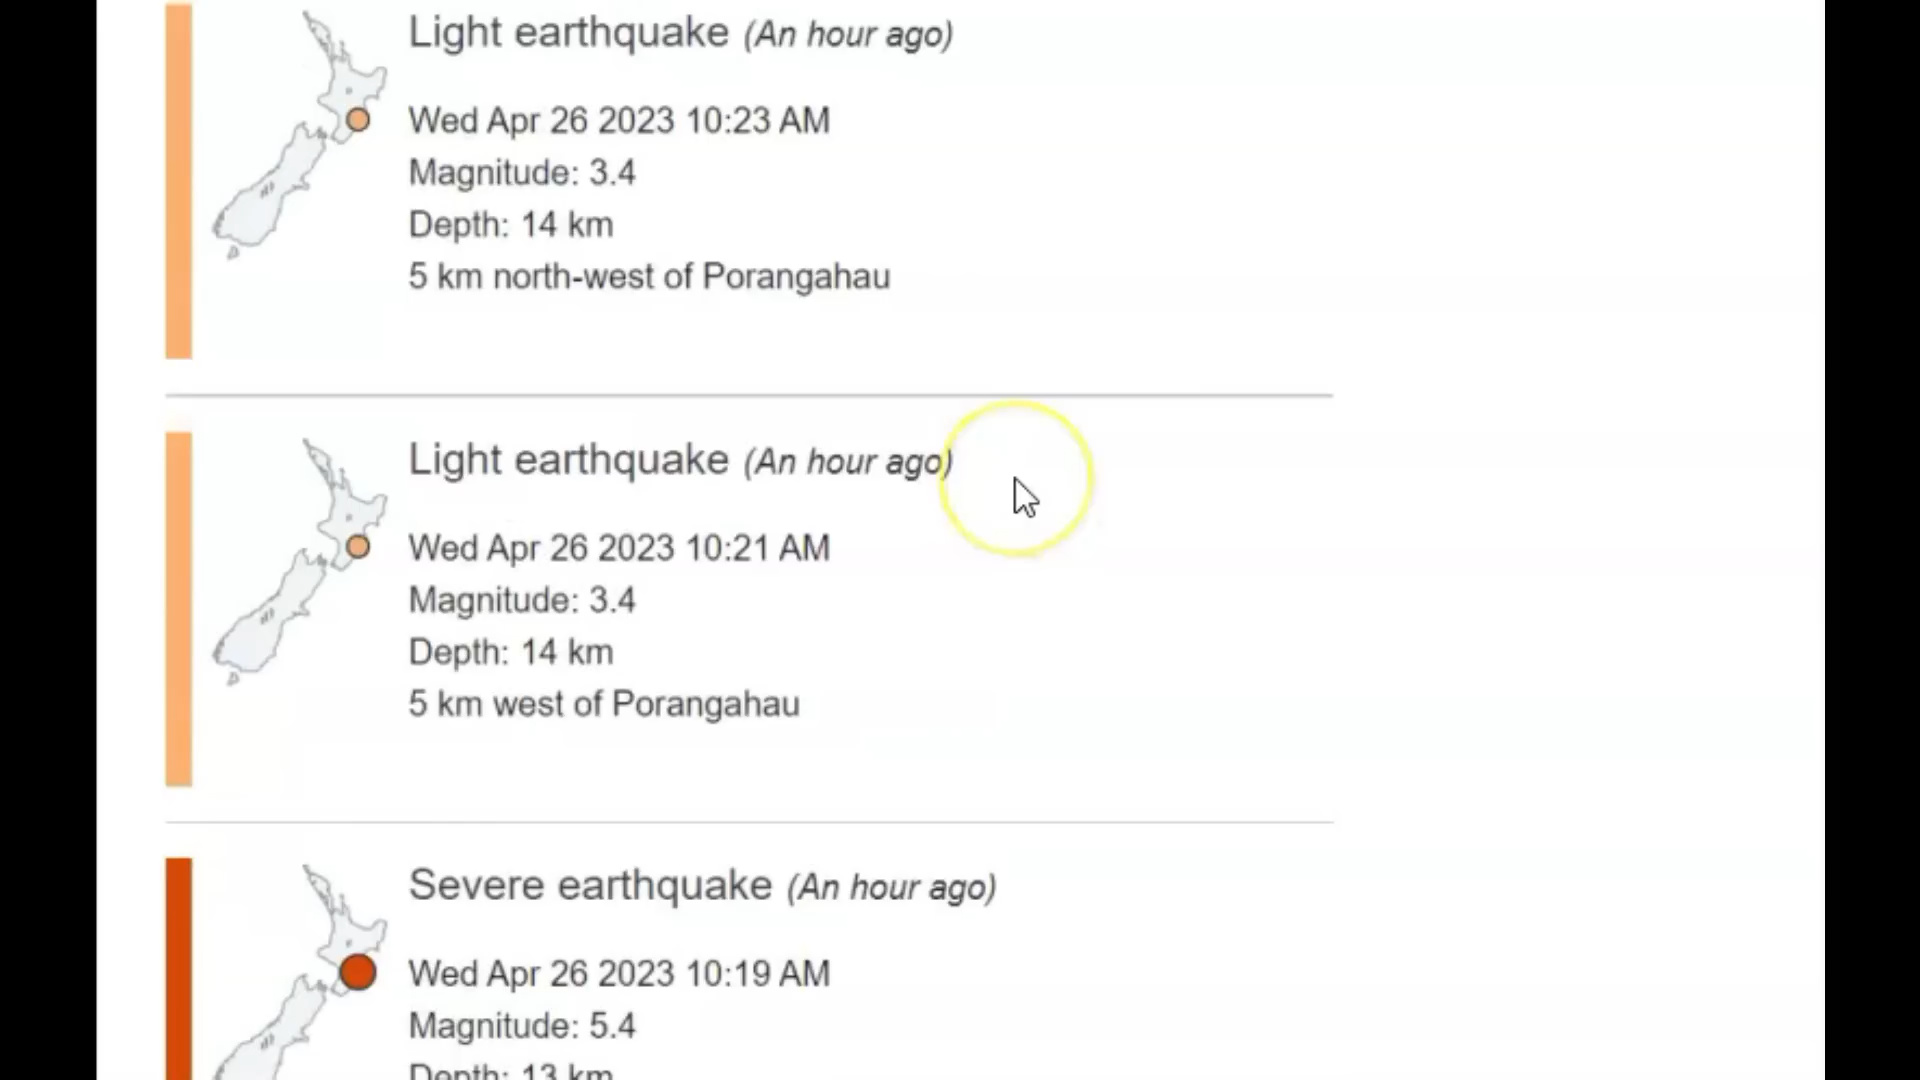 Light earthquake (An hour ago)
Wed Apr 26 2023 10:23 AM
Magnitude: 3.4
Depth: 14 km
5 km north-west of Porangahau
Light earthquake (An hour ago)
Wed Apr 26 2023 10:21 AM
Magnitude: 3.4
Depth: 14 km
5 km west of Porangahau
Severe earthquake (An hour ago)
Wed Apr 26 2023 10:19 AM
Magnitude: 5.4
Depth: 13 km